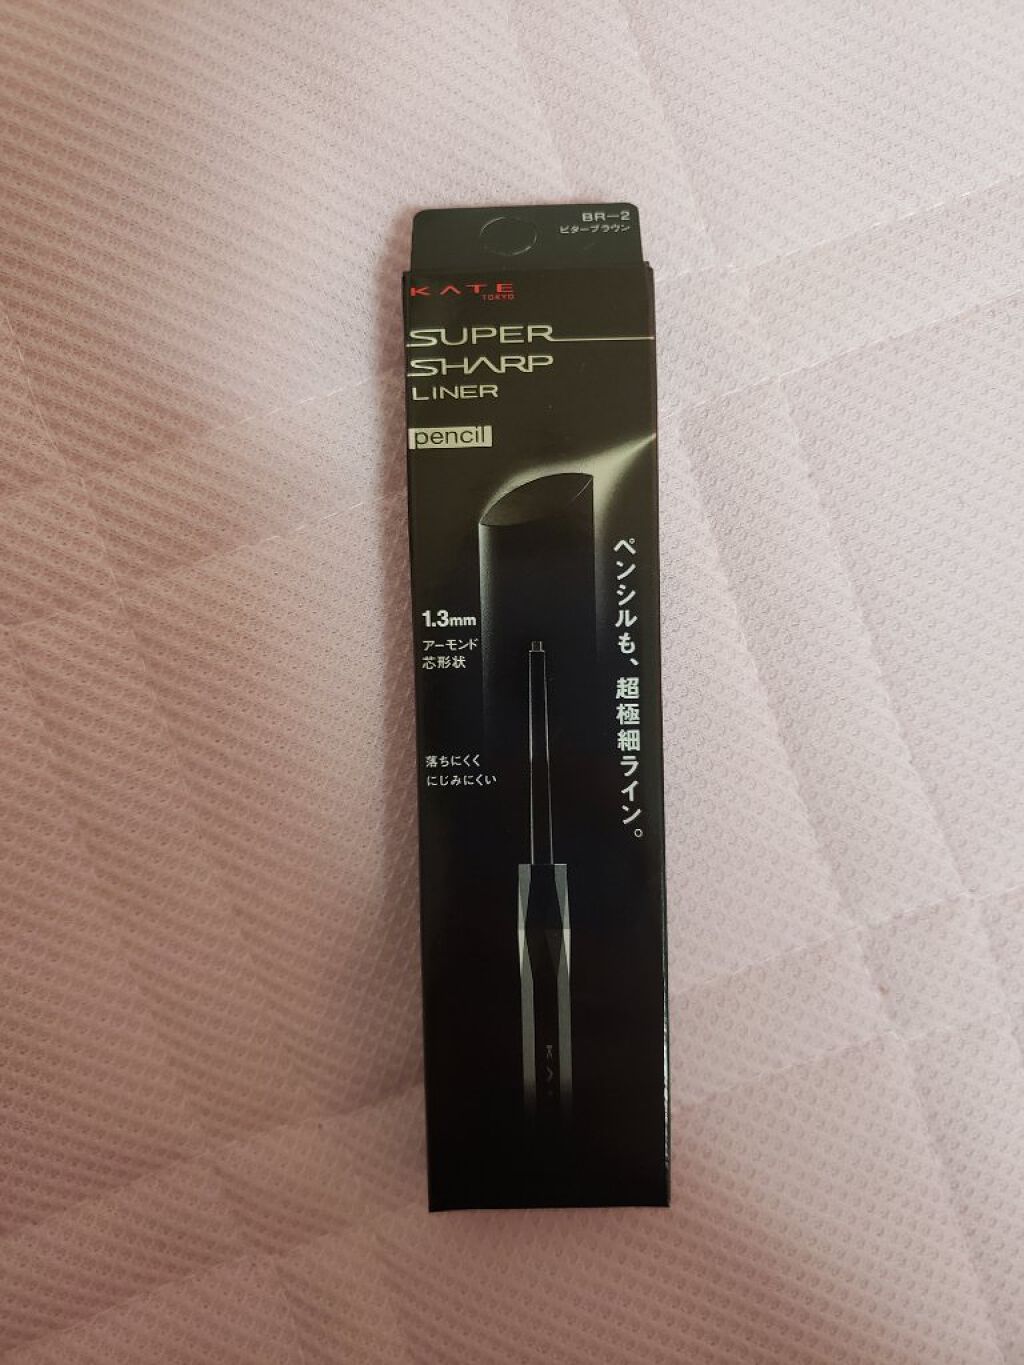 BR-2
ビターブラウン
KATE
TOKYO
SUPER
SHARP
LINER
pencil
ペンシルも、超極細ライン。
1.3mm
アーモンド
芯形状
落ちにくく
にじみにくい
KA